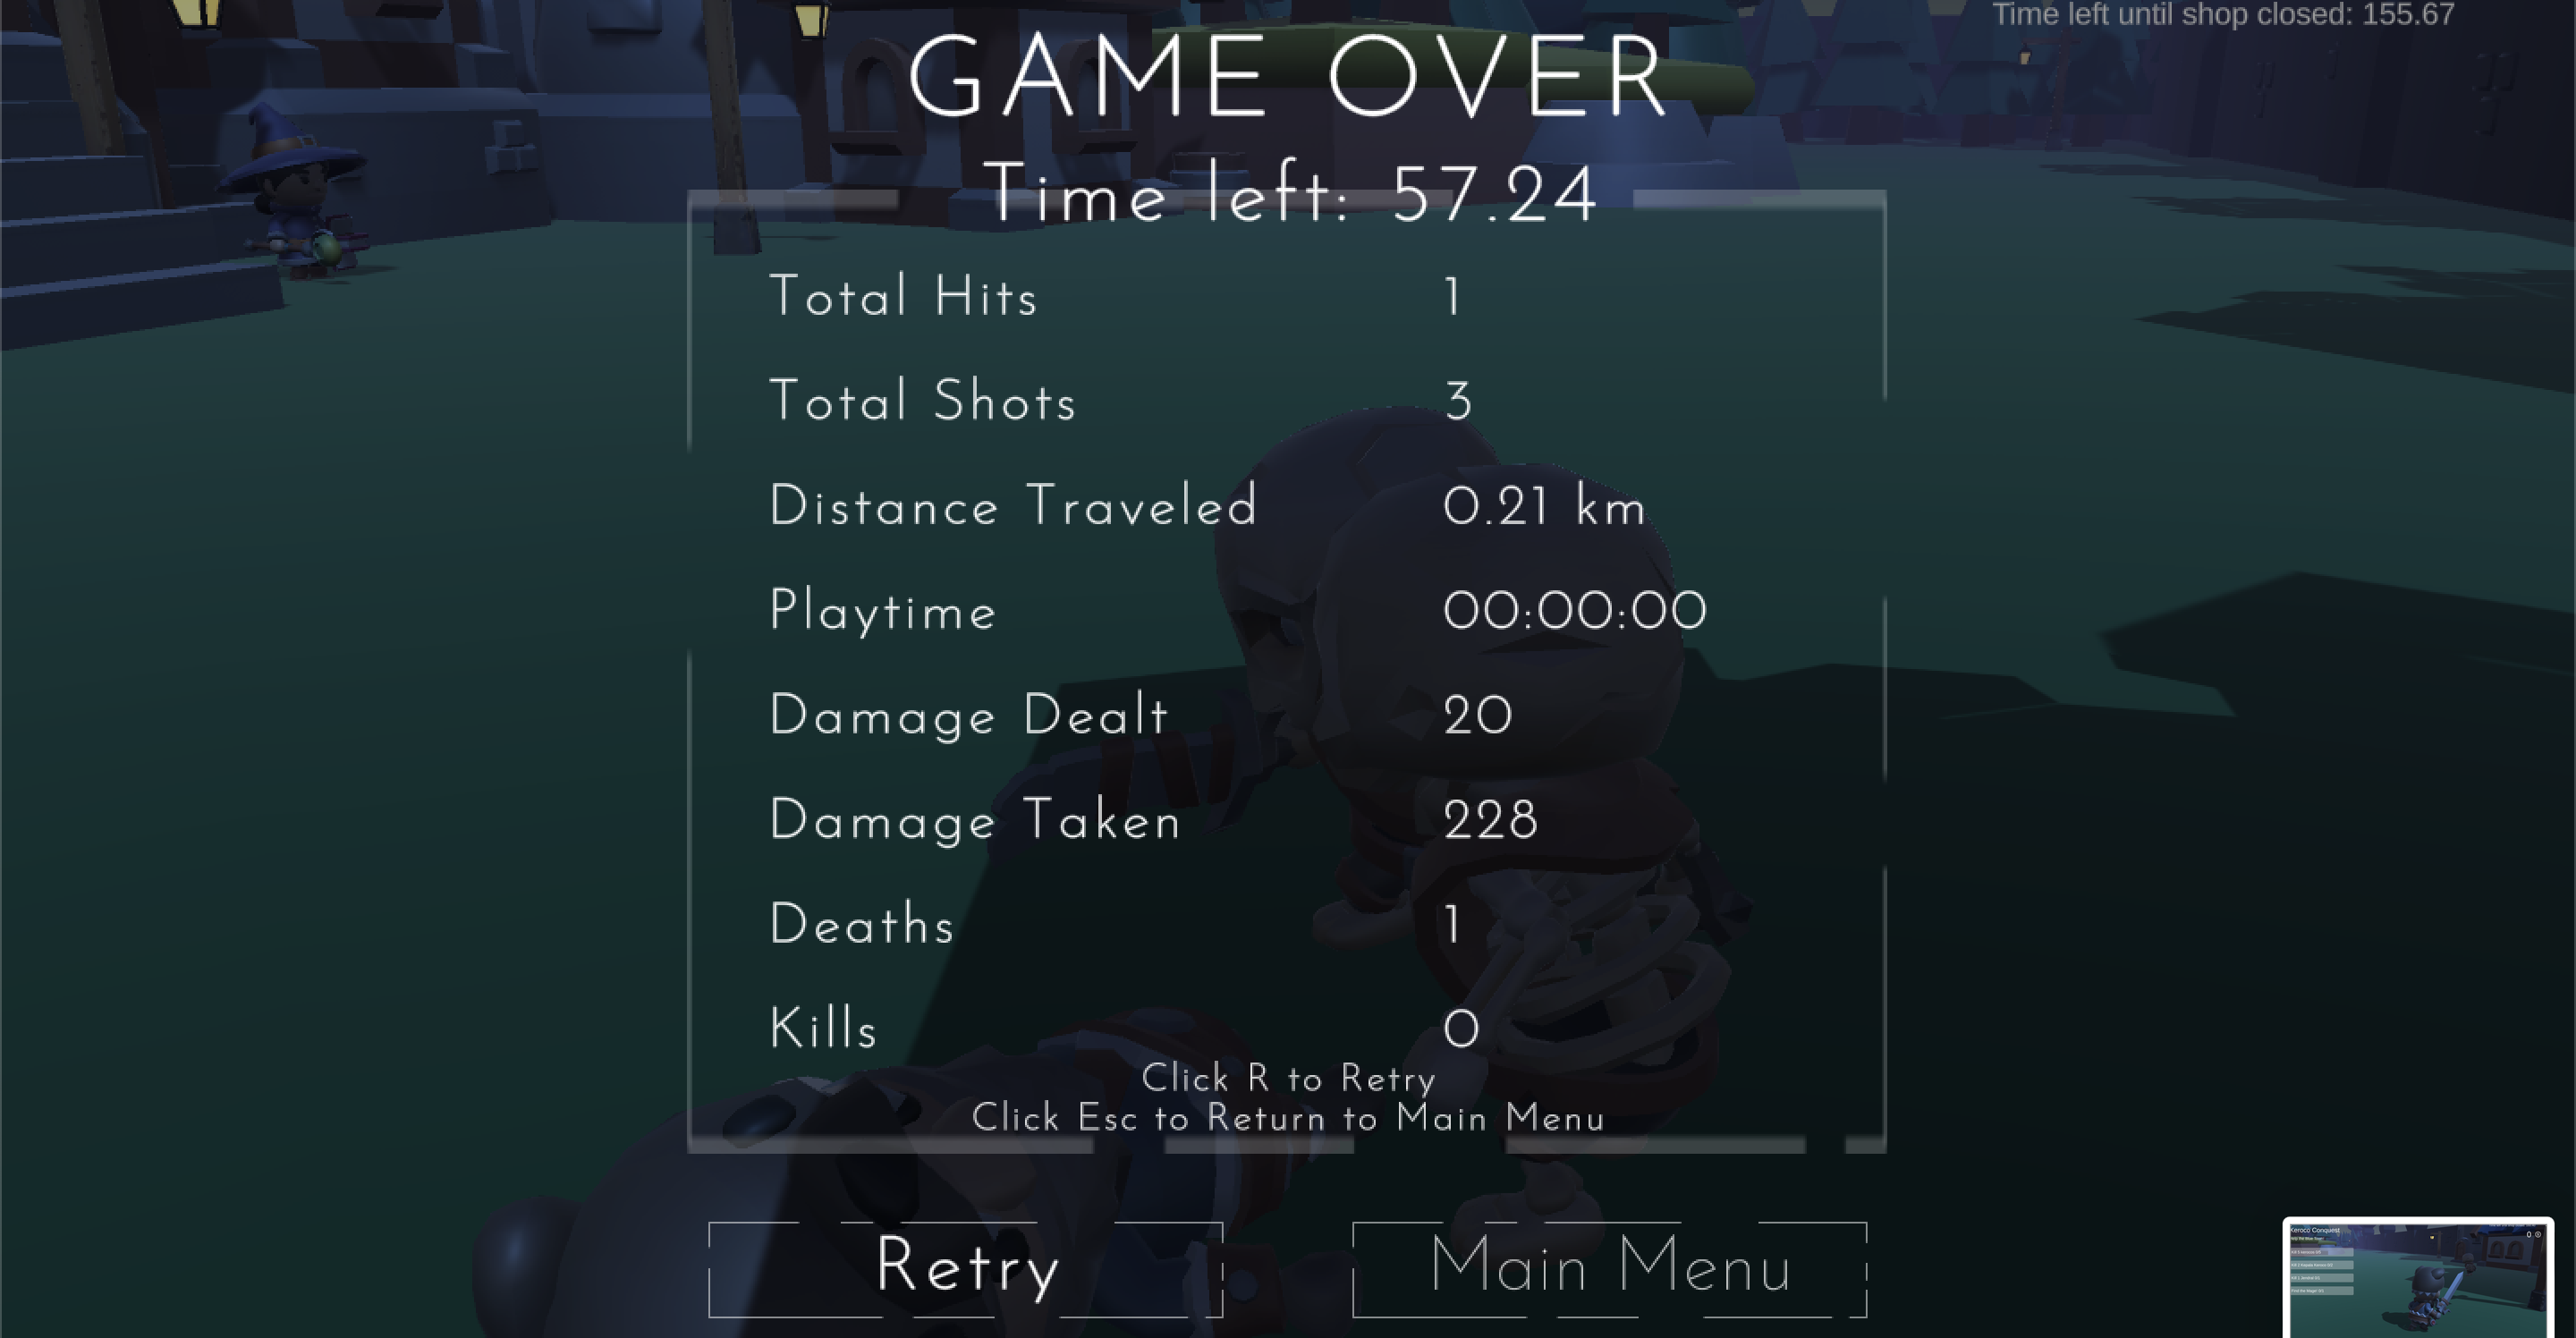 Time left until shop closed: 155.67
GAME OVER
Time left: 57.24
Total Hits 1
Total Shots 3
Distance Traveled 0.21 km
Playtime 00:00:00
Damage Dealt 20
Damage Taken 228
Deaths 1
Kills 0
Click R to Retry
Click Esc to Return to Main Menu
Retry Main Menu